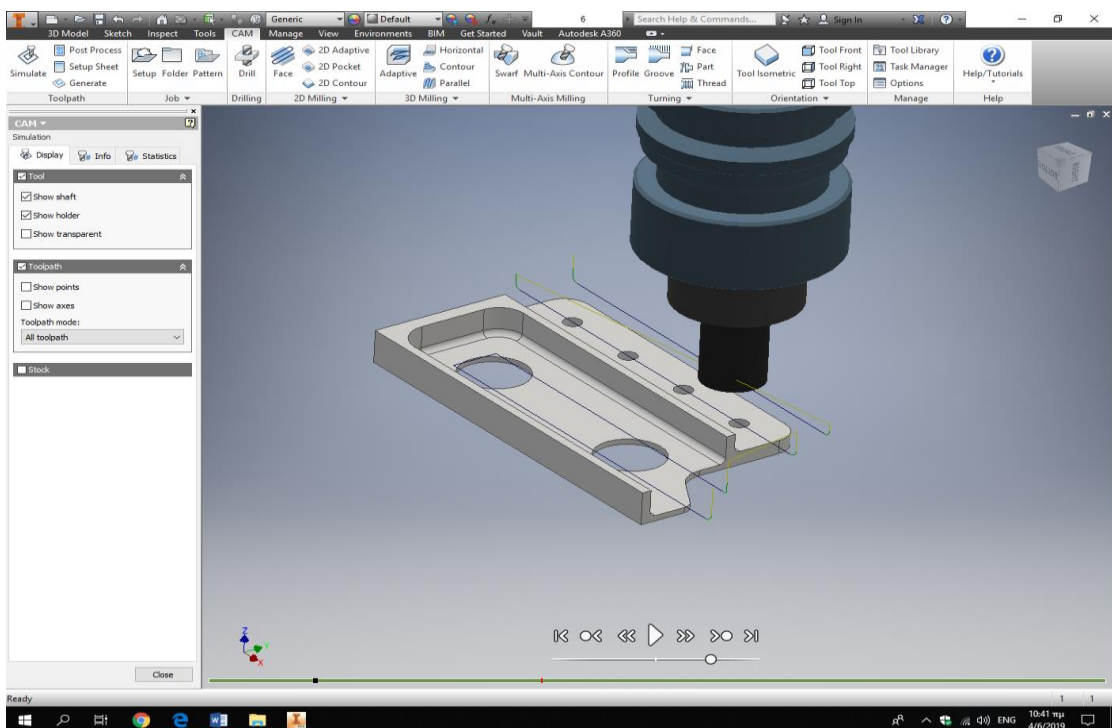 Generic Default 6 Search Help & Commands... Sign In
3D Model Sketch Inspect Tools CAM Manage View Environments BIM Get Started Vault Autodesk A360
Simulate
Post Process
Setup Sheet
Generate
Setup Folder Pattern
Drill
Face
2D Adaptive
2D Pocket
2D Contour
Adaptive
Horizontal
Contour
Parallel
Swarf Multi-Axis Contour
Profile Groove
Face
Part
Thread
Tool Isometric
Tool Front
Tool Right
Tool Top
Tool Library
Task Manager
Options
Help/Tutorials
Toolpath Job Drilling 2D Milling 3D Milling Multi-Axis Milling Turning Orientation Manage Help
CAM
Simulation
Display Info Statistics
Tool
Show shaft
Show holder
Show transparent
Toolpath
Show points
Show axes
Toolpath mode:
All toolpath
Stock
RIGHT
Z
Y
X
Close
Ready 1 1
ENG
10:41 πμ
4/6/2019